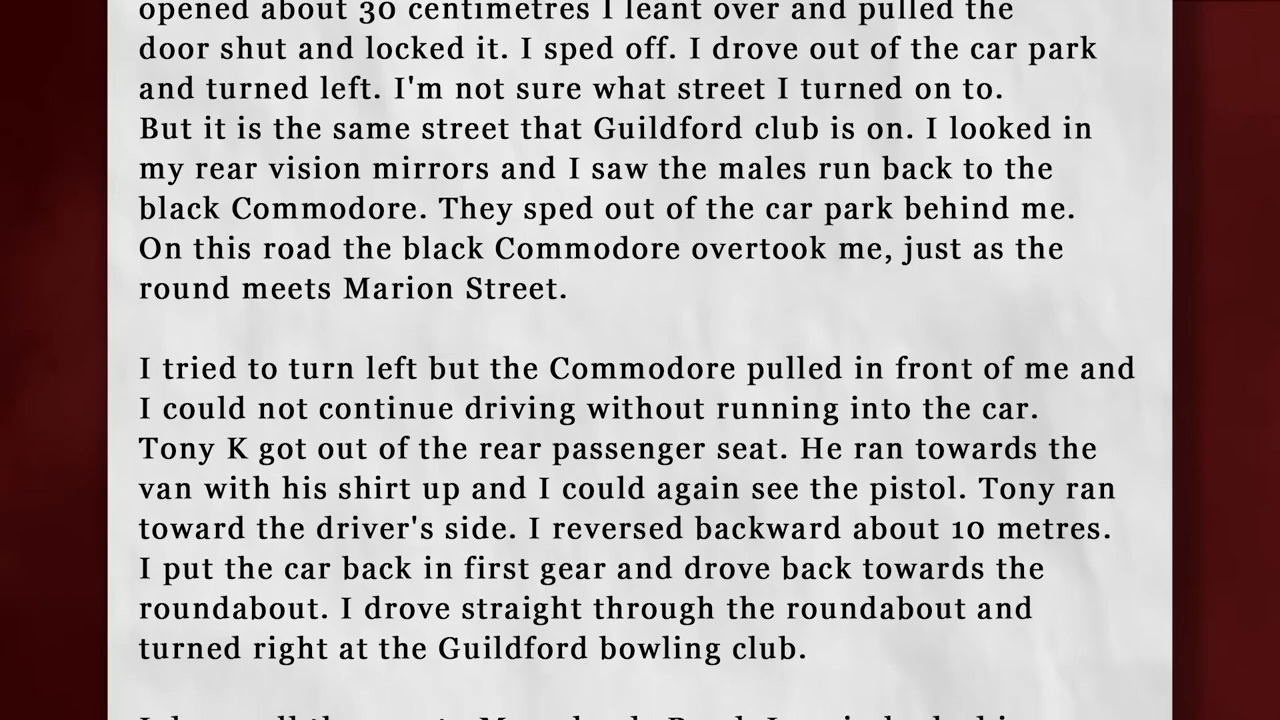 opened about 30 centimetres I leant over and pulled the
door shut and locked it. I sped off. I drove out of the car park
and turned left. I'm not sure what street I turned on to.
But it is the same street that Guildford club is on. I looked in
my rear vision mirrors and I saw the males run back to the
black Commodore. They sped out of the car park behind me.
On this road the black Commodore overtook me, just as the
round meets Marion Street.
I tried to turn left but the Commodore pulled in front of me and
I could not continue driving without running into the car.
Tony K got out of the rear passenger seat. He ran towards the
van with his shirt up and I could again see the pistol. Tony ran
toward the driver's side. I reversed backward about 10 metres.
I put the car back in first gear and drove back towards the
roundabout. I drove straight through the roundabout and
turned right at the Guildford bowling club.